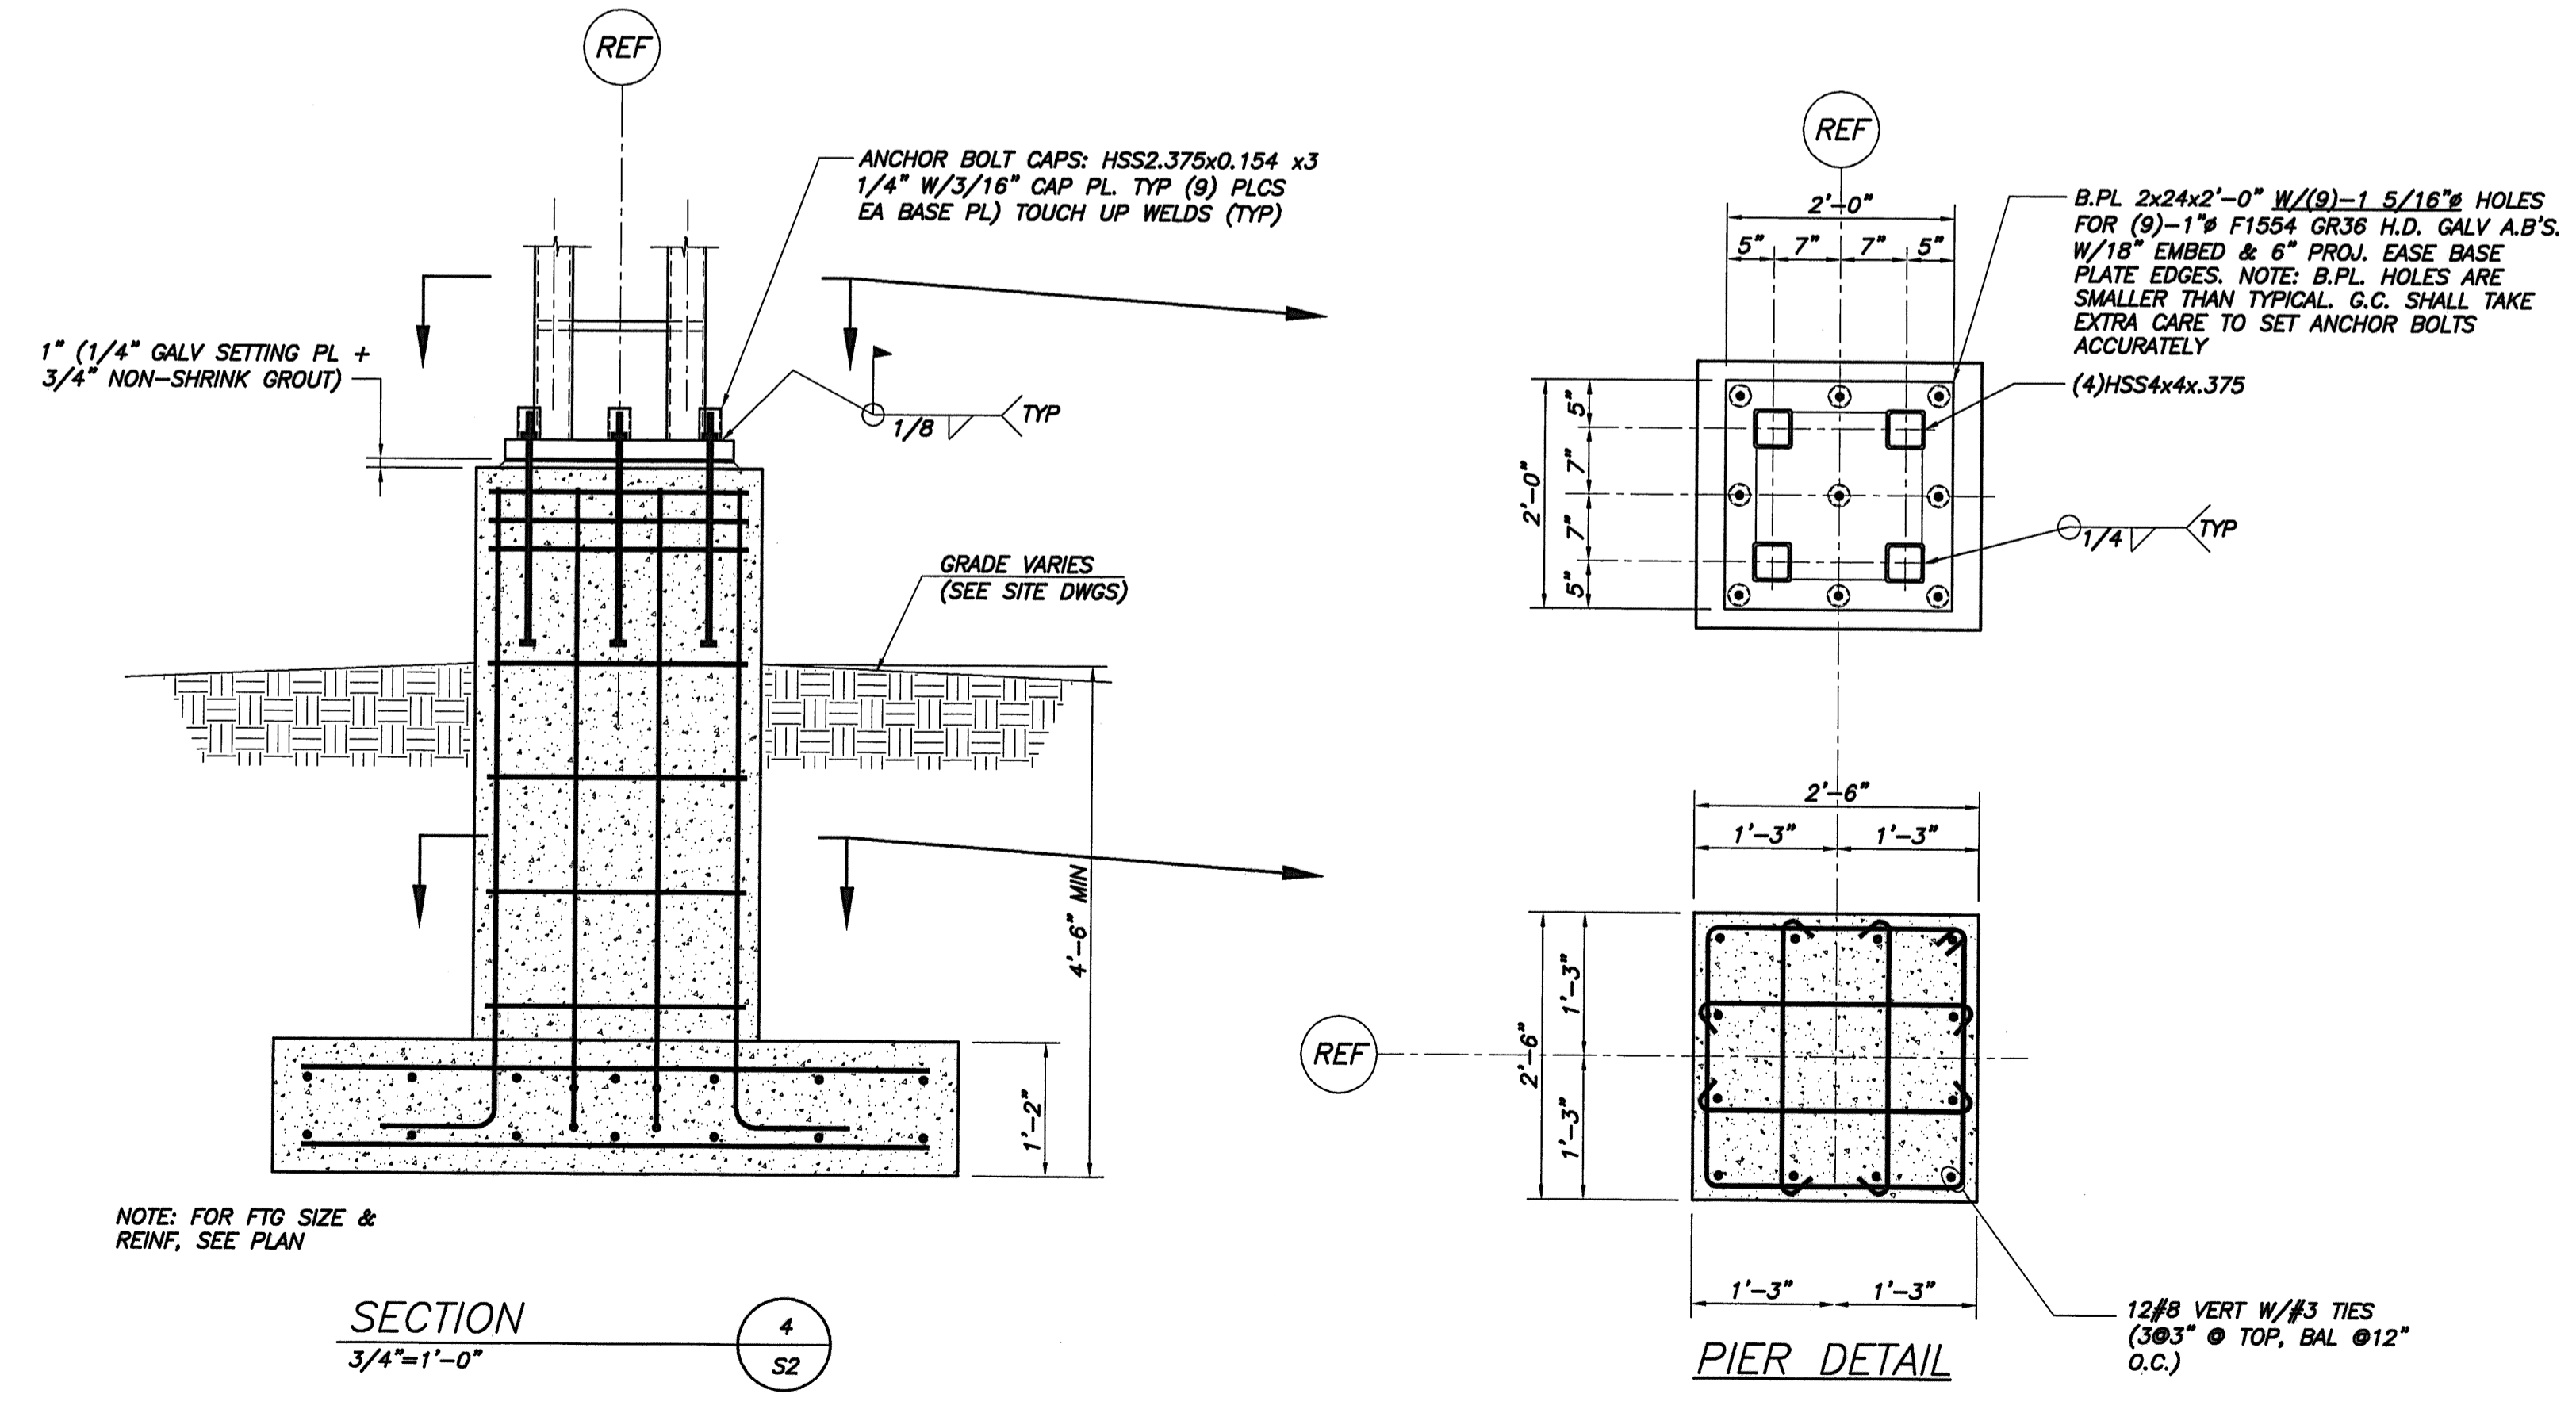 REF
ANCHOR BOLT CAPS: HSS2.375x0.154 x3
1/4" W/3/16" CAP PL. TYP (9) PLCS
EA BASE PL) TOUCH UP WELDS (TYP)
1" (1/4" GALV SETTING PL +
3/4" NON-SHRINK GROUT)
1/8
TYP
GRADE VARIES
(SEE SITE DWGS)
4'-6" MIN
1'-2"
NOTE: FOR FTG SIZE &
REINF, SEE PLAN
SECTION
3/4"=1'-0"
4
S2
REF
2'-0"
5" 7" 7" 5"
B.PL 2x24x2'-0" W/(9)-1 5/16"ø HOLES
FOR (9)-1"ø F1554 GR36 H.D. GALV A.B'S.
W/18" EMBED & 6" PROJ. EASE BASE
PLATE EDGES. NOTE: B.PL. HOLES ARE
SMALLER THAN TYPICAL. G.C. SHALL TAKE
EXTRA CARE TO SET ANCHOR BOLTS
ACCURATELY
(4)HSS4x4x.375
2'-0"
5"
7"
7"
5"
1/4
TYP
2'-6"
1'-3" 1'-3"
REF
2'-6"
1'-3"
1'-3"
1'-3" 1'-3"
12#8 VERT W/#3 TIES
(3@3" @ TOP, BAL @12"
O.C.)
PIER DETAIL